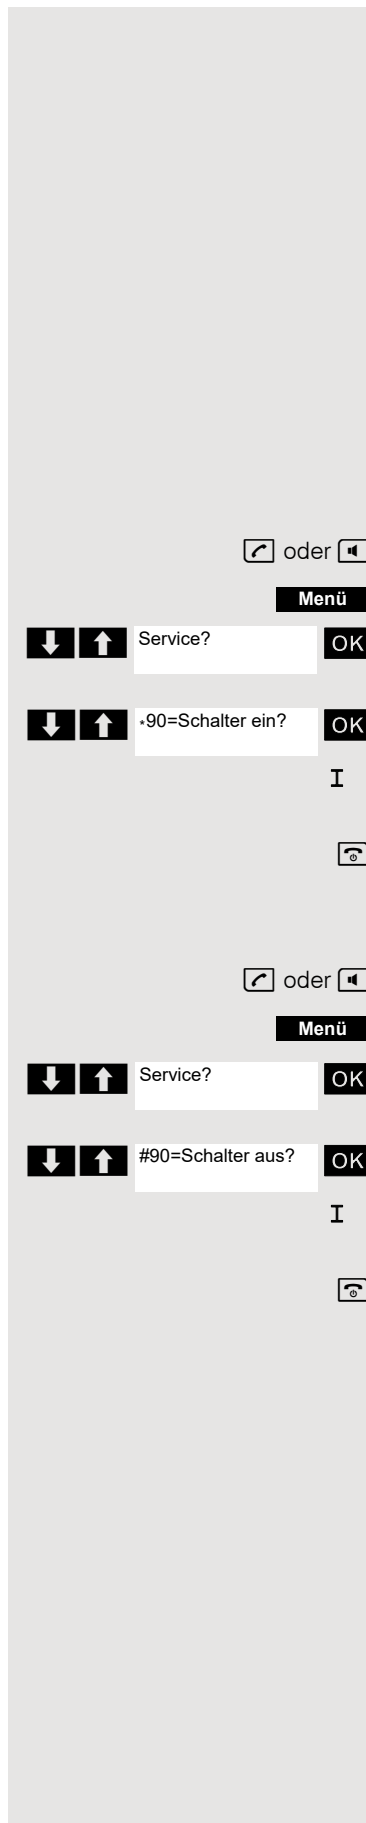 oder
Menü
Service? OK
*90=Schalter ein? OK
oder
Menü
Service? OK
#90=Schalter aus? OK